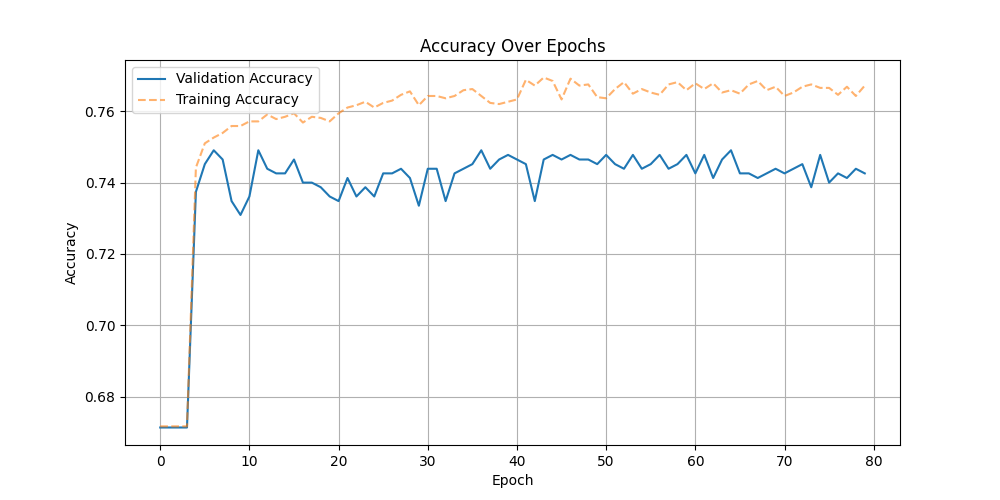 Accuracy Over Epochs
Validation Accuracy
Training Accuracy
Accuracy
0.76
0.74
0.72
0.70
0.68
0 10 20 30 40 50 60 70 80
Epoch